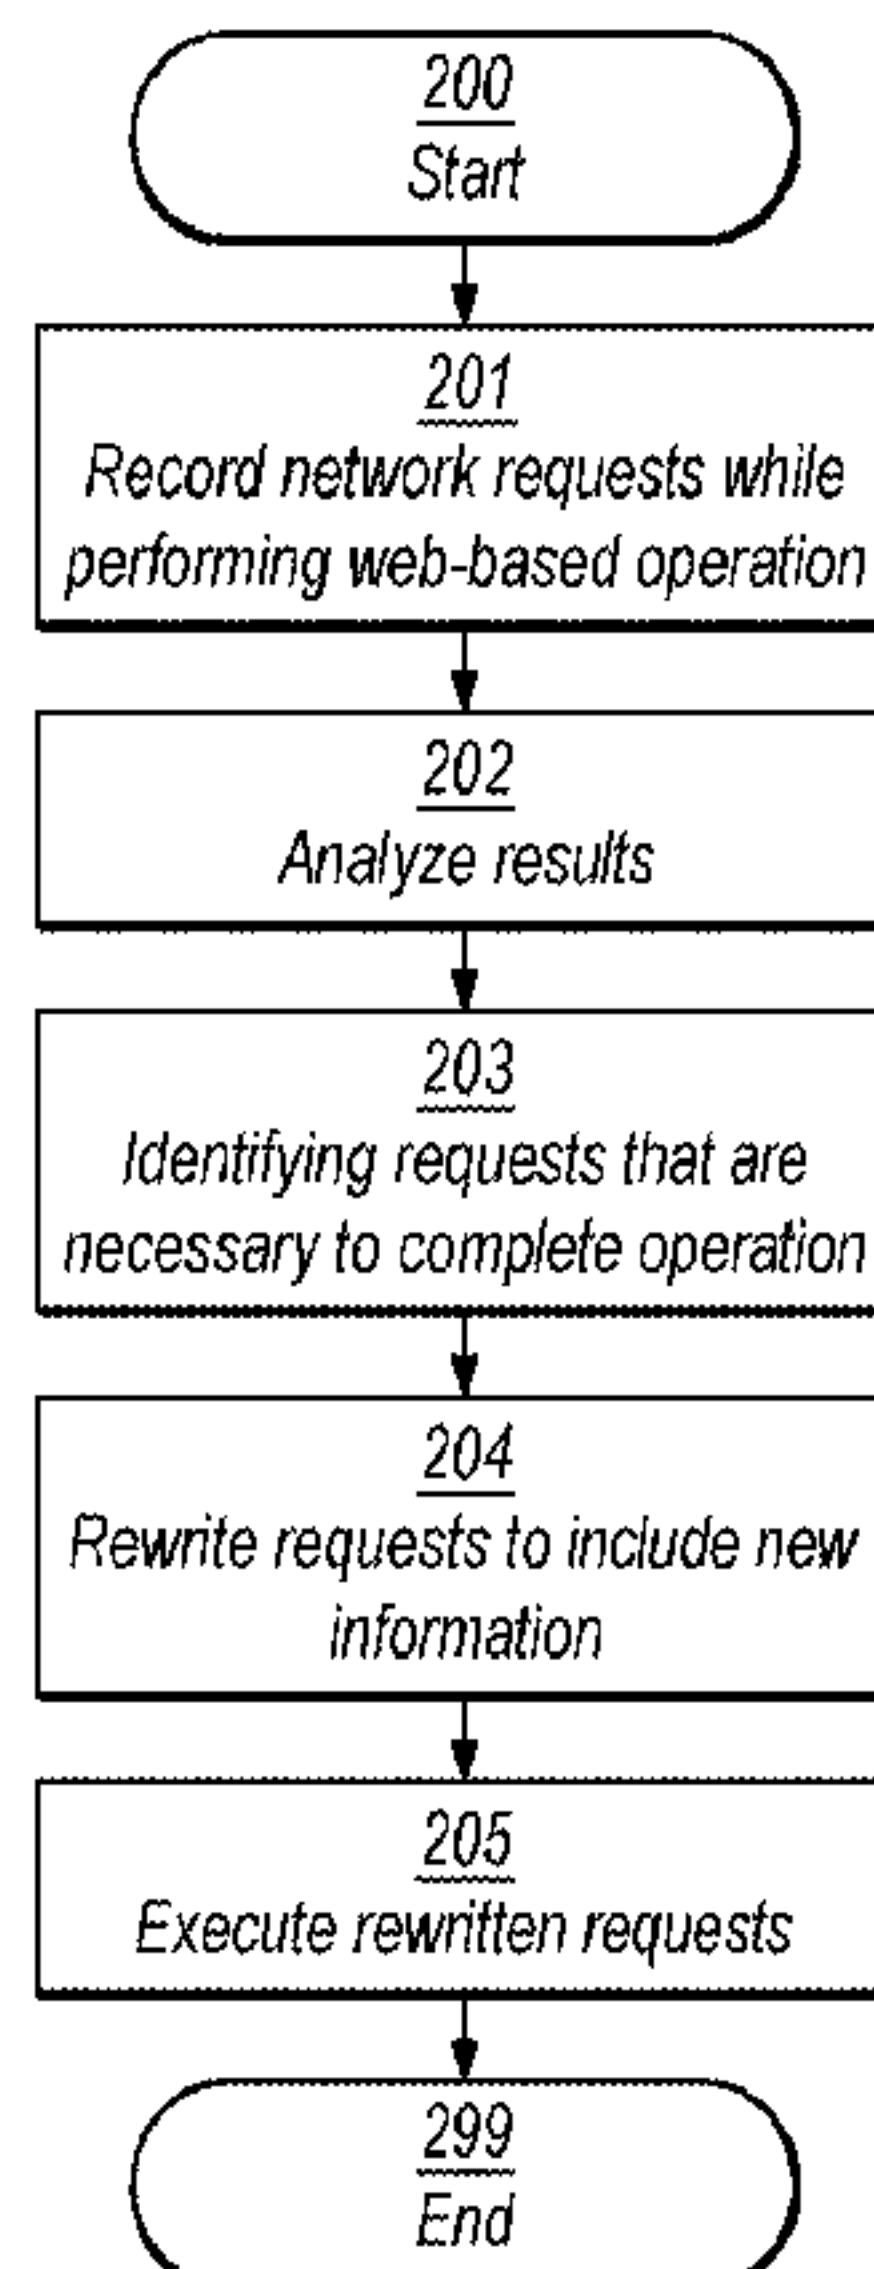 200
Start
201
Record network requests while
performing web-based operation
202
Analyze results
203
Identifying requests that are
necessary to complete operation
204
Rewrite requests to include new
information
205
Execute rewritten requests
299
End